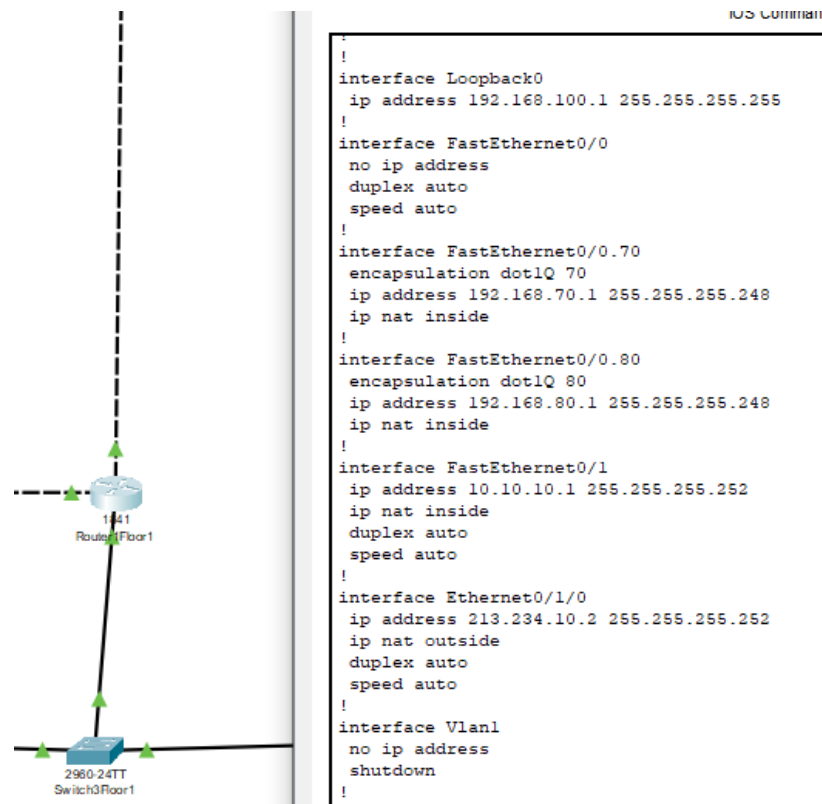 IOS Comman
!
!
interface Loopback0
ip address 192.168.100.1 255.255.255.255
!
interface FastEthernet0/0
no ip address
duplex auto
speed auto
!
interface FastEthernet0/0.70
encapsulation dot1Q 70
ip address 192.168.70.1 255.255.255.248
ip nat inside
!
interface FastEthernet0/0.80
encapsulation dot1Q 80
ip address 192.168.80.1 255.255.255.248
ip nat inside
!
interface FastEthernet0/1
ip address 10.10.10.1 255.255.255.252
ip nat inside
duplex auto
speed auto
!
interface Ethernet0/1/0
ip address 213.234.10.2 255.255.255.252
ip nat outside
duplex auto
speed auto
!
interface Vlan1
no ip address
shutdown
!
1841
Router1Floor1
2960-24TT
Switch3Floor1